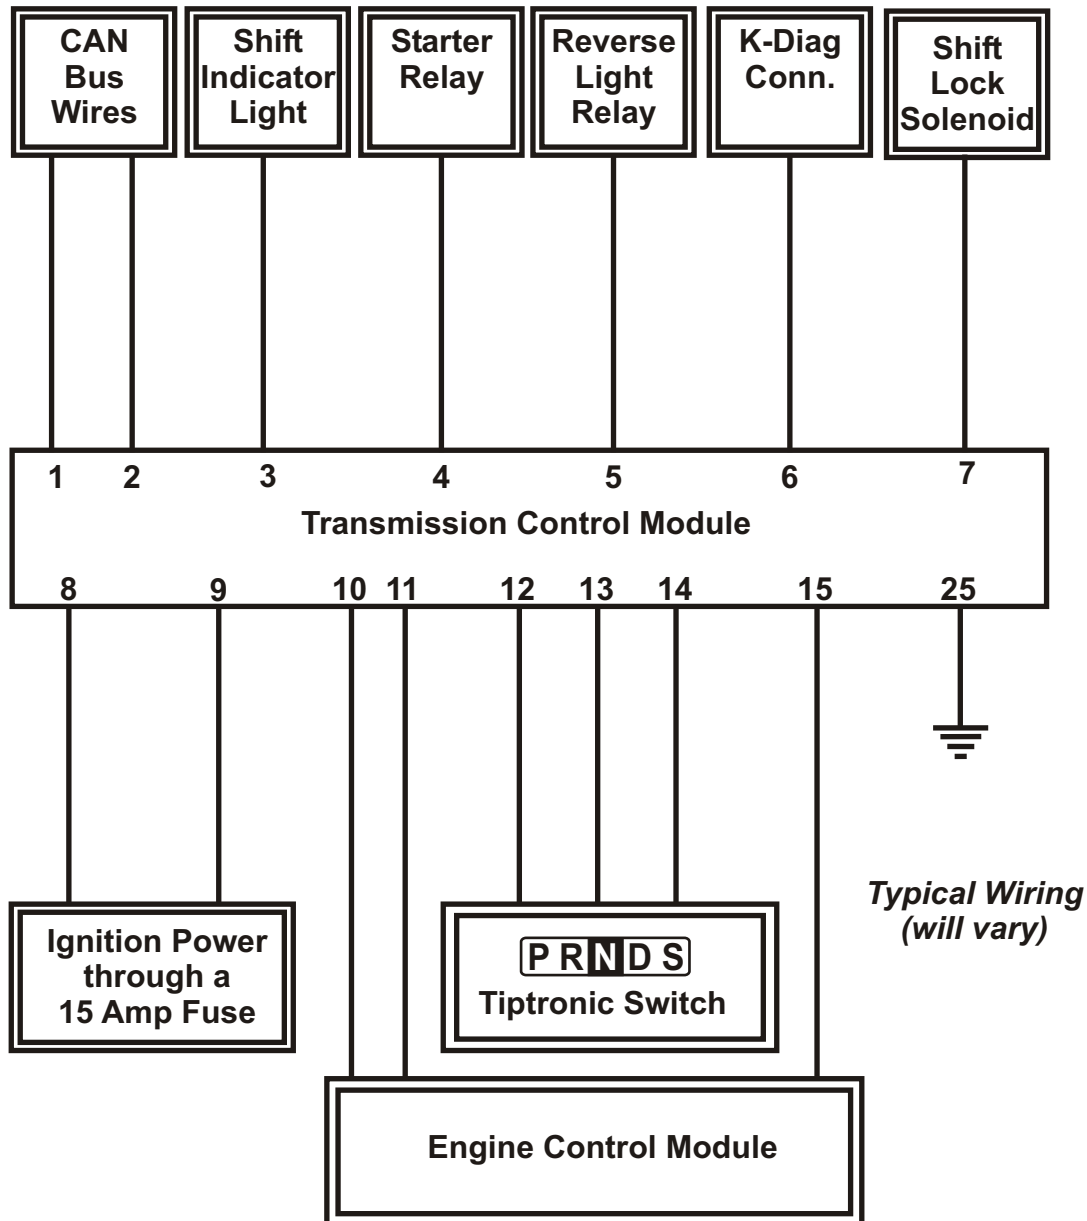 CAN
Bus
Wires
Shift
Indicator
Light
Starter
Relay
Reverse
Light
Relay
K-Diag
Conn.
Shift
Lock
Solenoid
1 2 3 4 5 6 7
Transmission Control Module
8 9 10 11 12 13 14 15 25
Ignition Power
through a
15 Amp Fuse
P R N D S
Tiptronic Switch
Typical Wiring
(will vary)
Engine Control Module